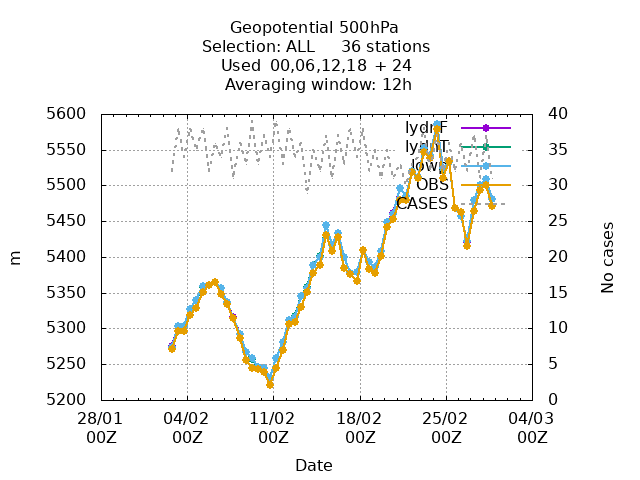 Geopotential 500hPa
Selection: ALL 36 stations
Used 00,06,12,18 + 24
Averaging window: 12h
5600
5550
5500
5450
5400
5350
5300
5250
5200
40
35
30
25
20
15
10
5
0
m
No cases
lydrF
OBS
CASES
28/01 04/02 11/02 18/02 25/02 04/03
00Z 00Z 00Z 00Z 00Z 00Z
Date